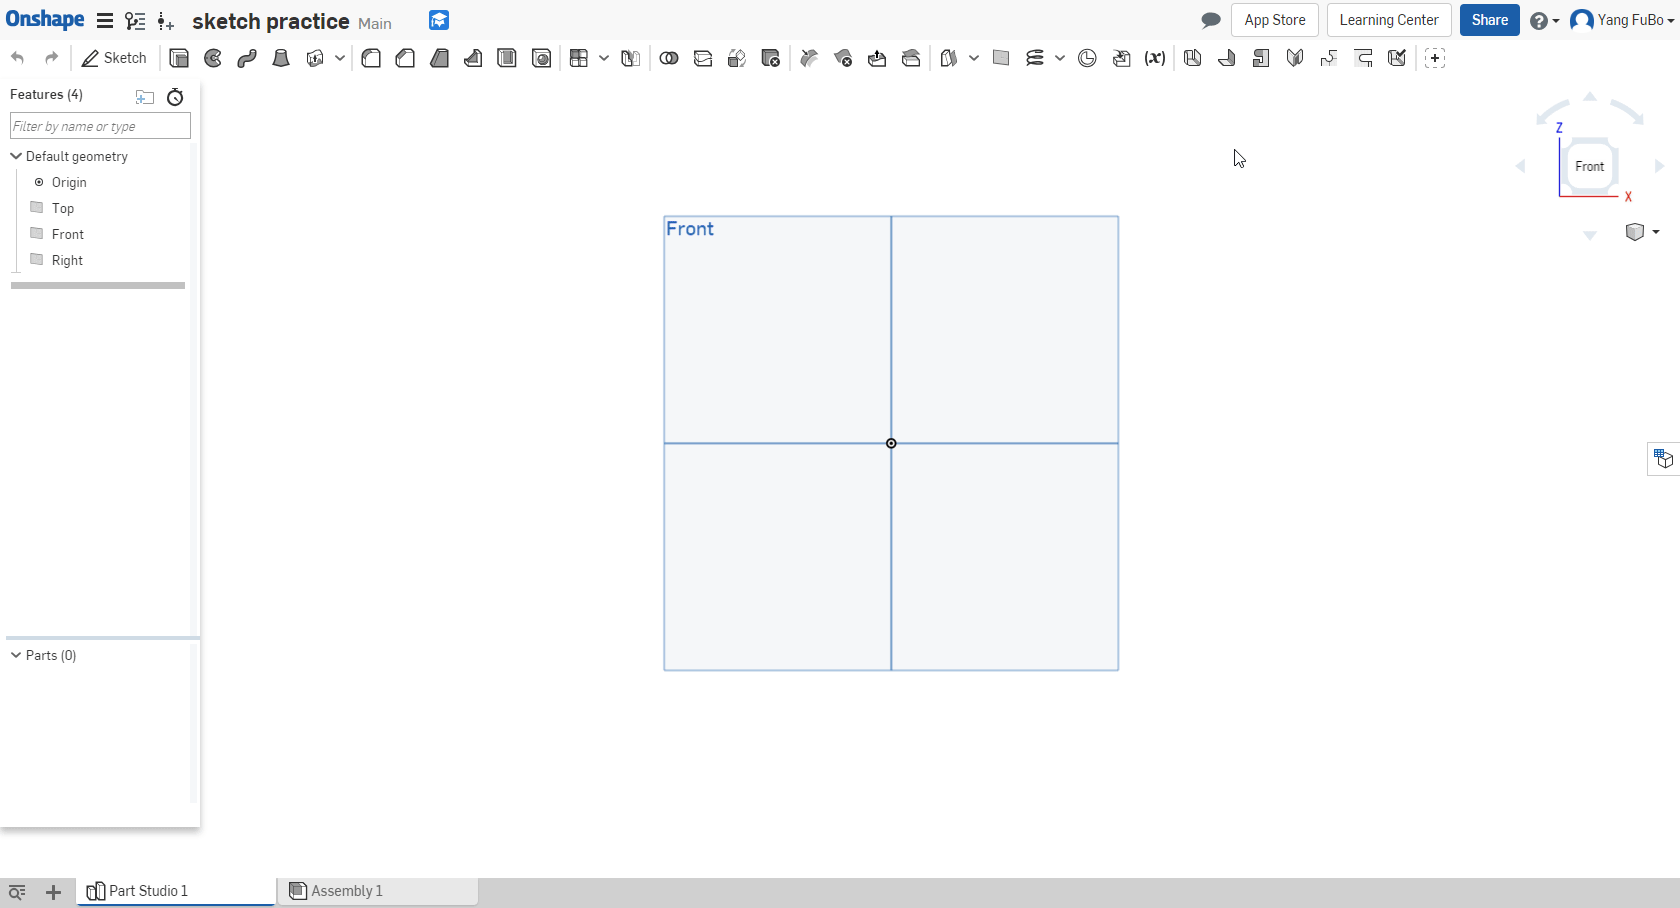 Onshape sketch practice Main App Store Learning Center Share Yang FuBo
Sketch (x)
Features (4)
Filter by name or type
Default geometry
Origin
Top
Front
Right
Parts (0)
Front
Z
Front
X
Part Studio 1 Assembly 1